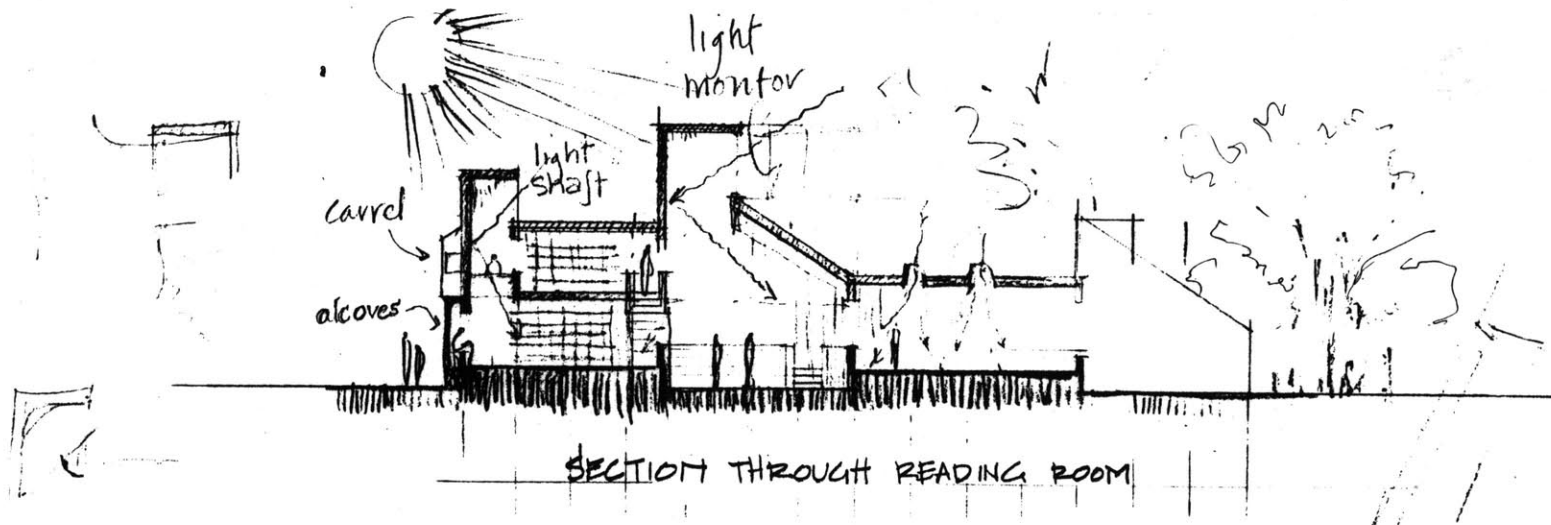 light
montor
light
shaft
carrel
alcoves
SECTION THROUGH READING ROOM